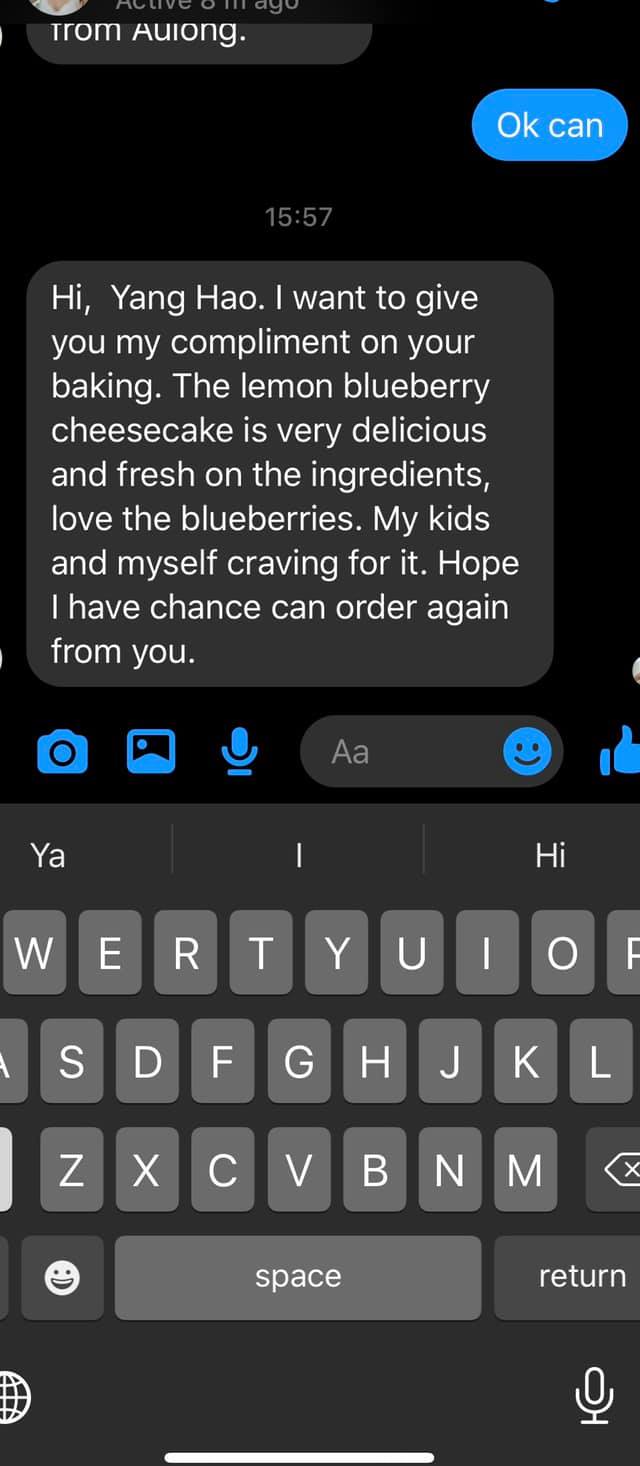 Active 8 m ago
from Aulong.
Ok can
15:57
Hi,  Yang Hao. I want to give
you my compliment on your
baking. The lemon blueberry
cheesecake is very delicious
and fresh on the ingredients,
love the blueberries. My kids
and myself craving for it. Hope
I have chance can order again
from you.
Aa
Ya I Hi
W E R T Y U I O P
A S D F G H J K L
Z X C V B N M
space return